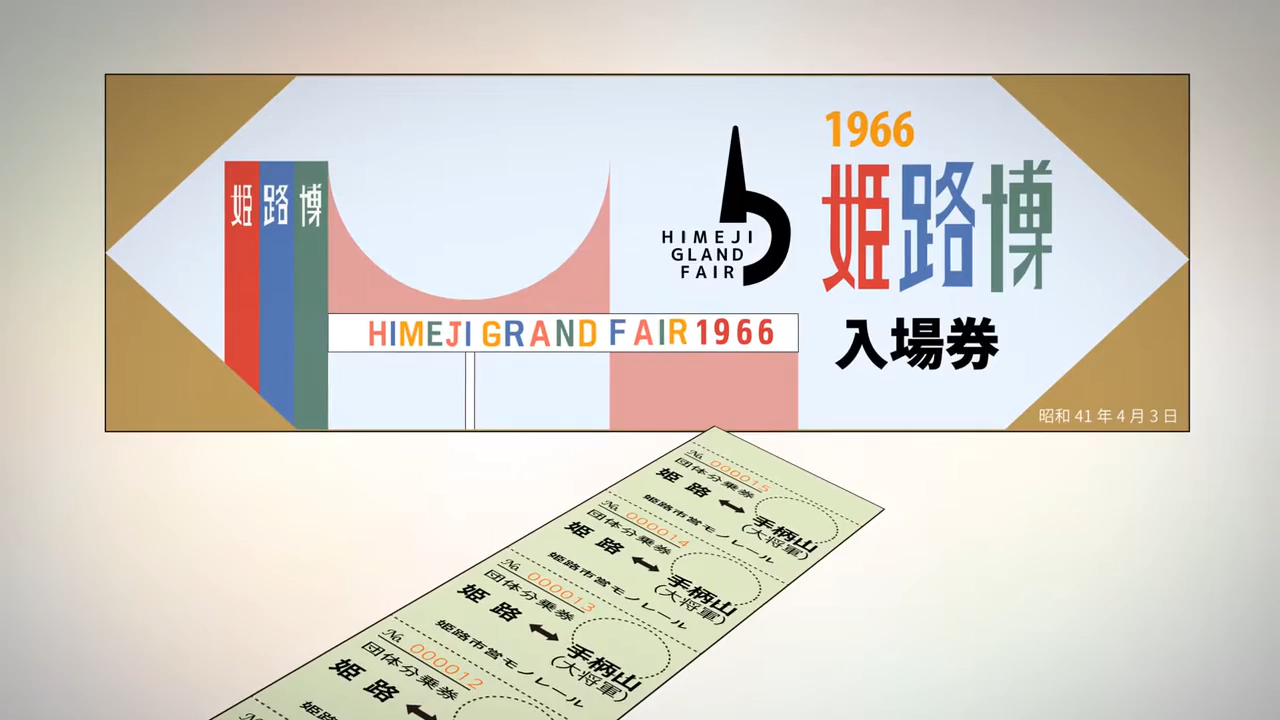 姫路博
HIMEJI GRAND FAIR 1966
HIMEJI
GLAND
FAIR
1966
姫路博
入場券
昭和 41 年 4 月 3 日
№ 000015
団体分乗券
姫路 ↔ 手柄山
(大将軍)
姫路市営モノレール
№ 000014
団体分乗券
姫路 ↔ 手柄山
(大将軍)
姫路市営モノレール
№ 000013
団体分乗券
姫路 ↔ 手柄山
(大将軍)
姫路市営モノレール
№ 000012
団体分乗券
姫路 ↔
姫路
№